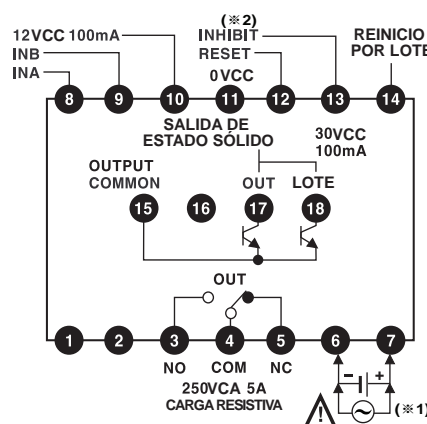 (※2)
12VCC 100mA
INHIBIT
REINICIO
POR LOTE
INB
RESET
INA
0VCC
8 9 10 11 12 13 14
SALIDA DE
ESTADO SÓLIDO
30VCC
100mA
OUTPUT
COMMON
OUT
LOTE
15 16 17 18
OUT
1 2 3 4 5 6 7
NO COM NC
- +
250VCA 5A
CARGA RESISTIVA
! (※1)